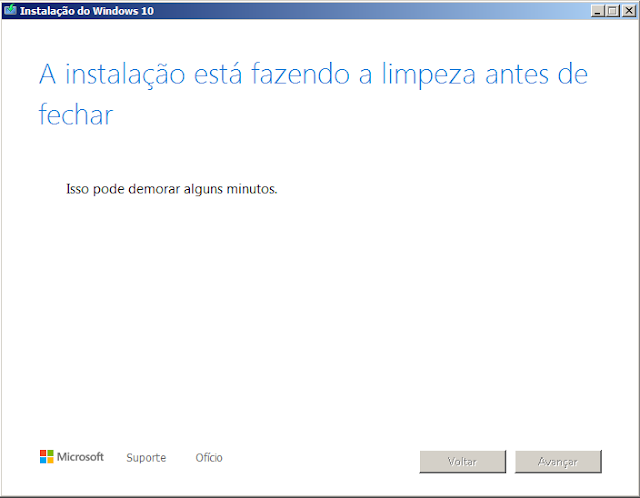 Instalação do Windows 10
A instalação está fazendo a limpeza antes de
fechar
Isso pode demorar alguns minutos.
Microsoft Suporte Ofício
Voltar Avançar